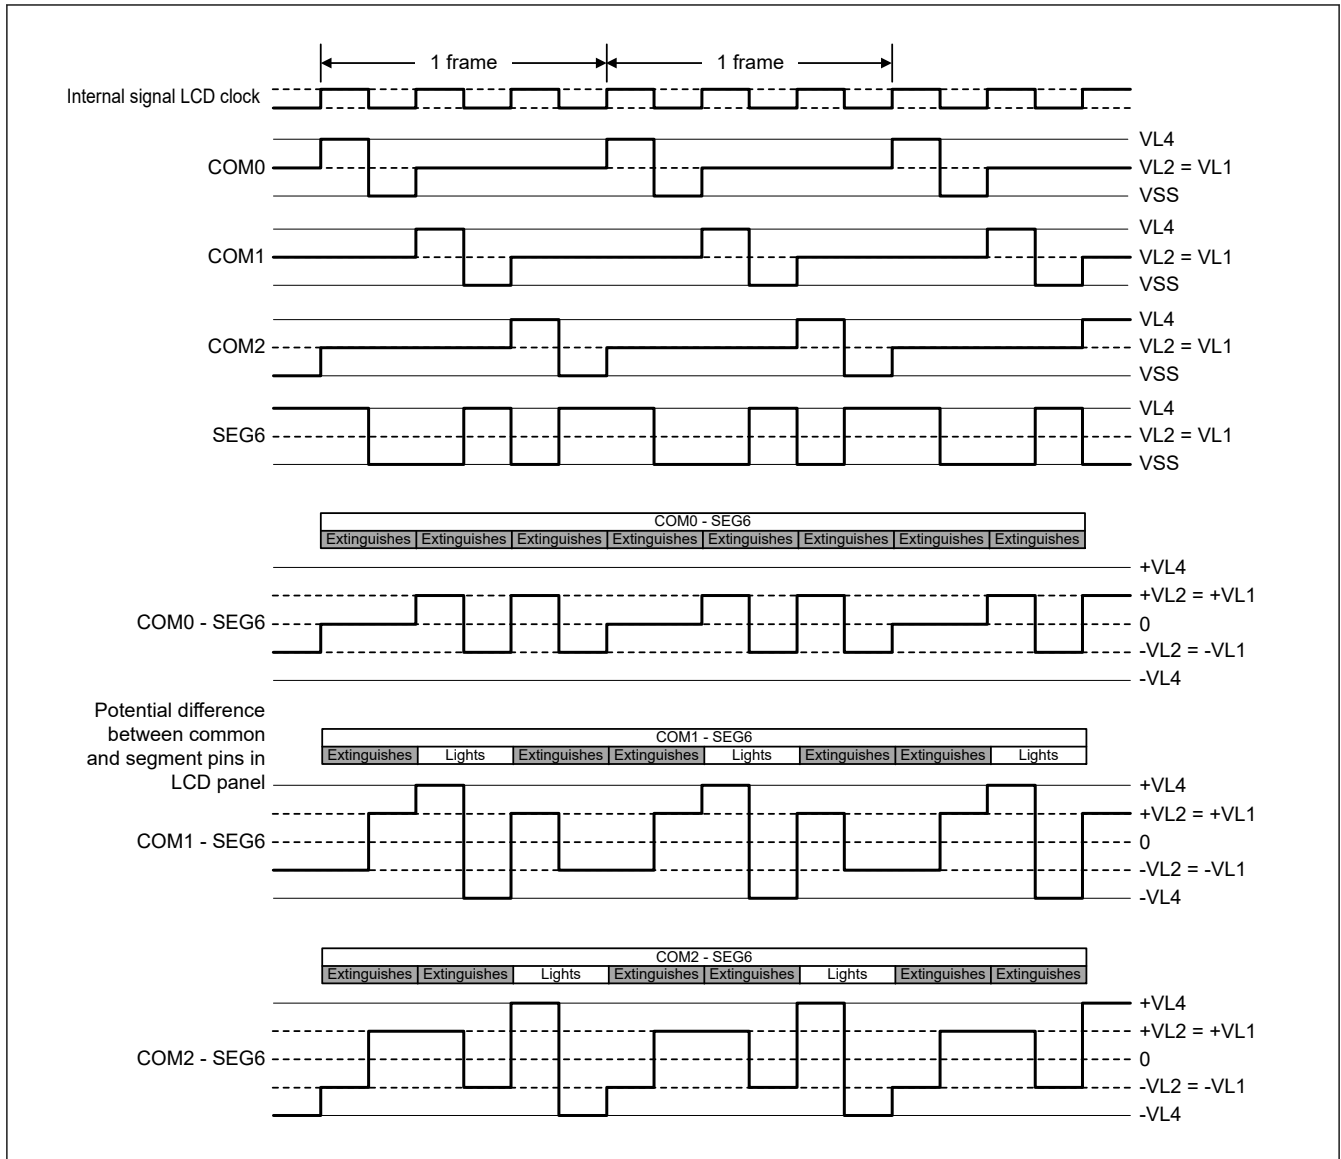 1 frame 1 frame
Internal signal LCD clock
VL4
COM0 VL2 = VL1
VSS
VL4
COM1 VL2 = VL1
VSS
VL4
COM2 VL2 = VL1
VSS
VL4
SEG6 VL2 = VL1
VSS
COM0 - SEG6
Extinguishes Extinguishes Extinguishes Extinguishes Extinguishes Extinguishes Extinguishes Extinguishes
+VL4
+VL2 = +VL1
COM0 - SEG6 0
-VL2 = -VL1
-VL4
Potential difference
between common
and segment pins in
LCD panel
COM1 - SEG6
Extinguishes Lights Extinguishes Extinguishes Lights Extinguishes Extinguishes Lights
+VL4
+VL2 = +VL1
COM1 - SEG6 0
-VL2 = -VL1
-VL4
COM2 - SEG6
Extinguishes Extinguishes Lights Extinguishes Extinguishes Lights Extinguishes Extinguishes
+VL4
+VL2 = +VL1
COM2 - SEG6 0
-VL2 = -VL1
-VL4